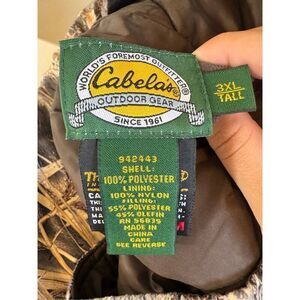 WORLD'S FOREMOST OUTFITTER®
Cabela's
OUTDOOR GEAR
SINCE 1961
3XL
TALL
942443
SHELL:
100% POLYESTER
LINING:
100% NYLON
FILLING:
55% POLYESTER
45% OLEFIN
RN 56835
MADE IN
CHINA
CARE
SEE REVERSE